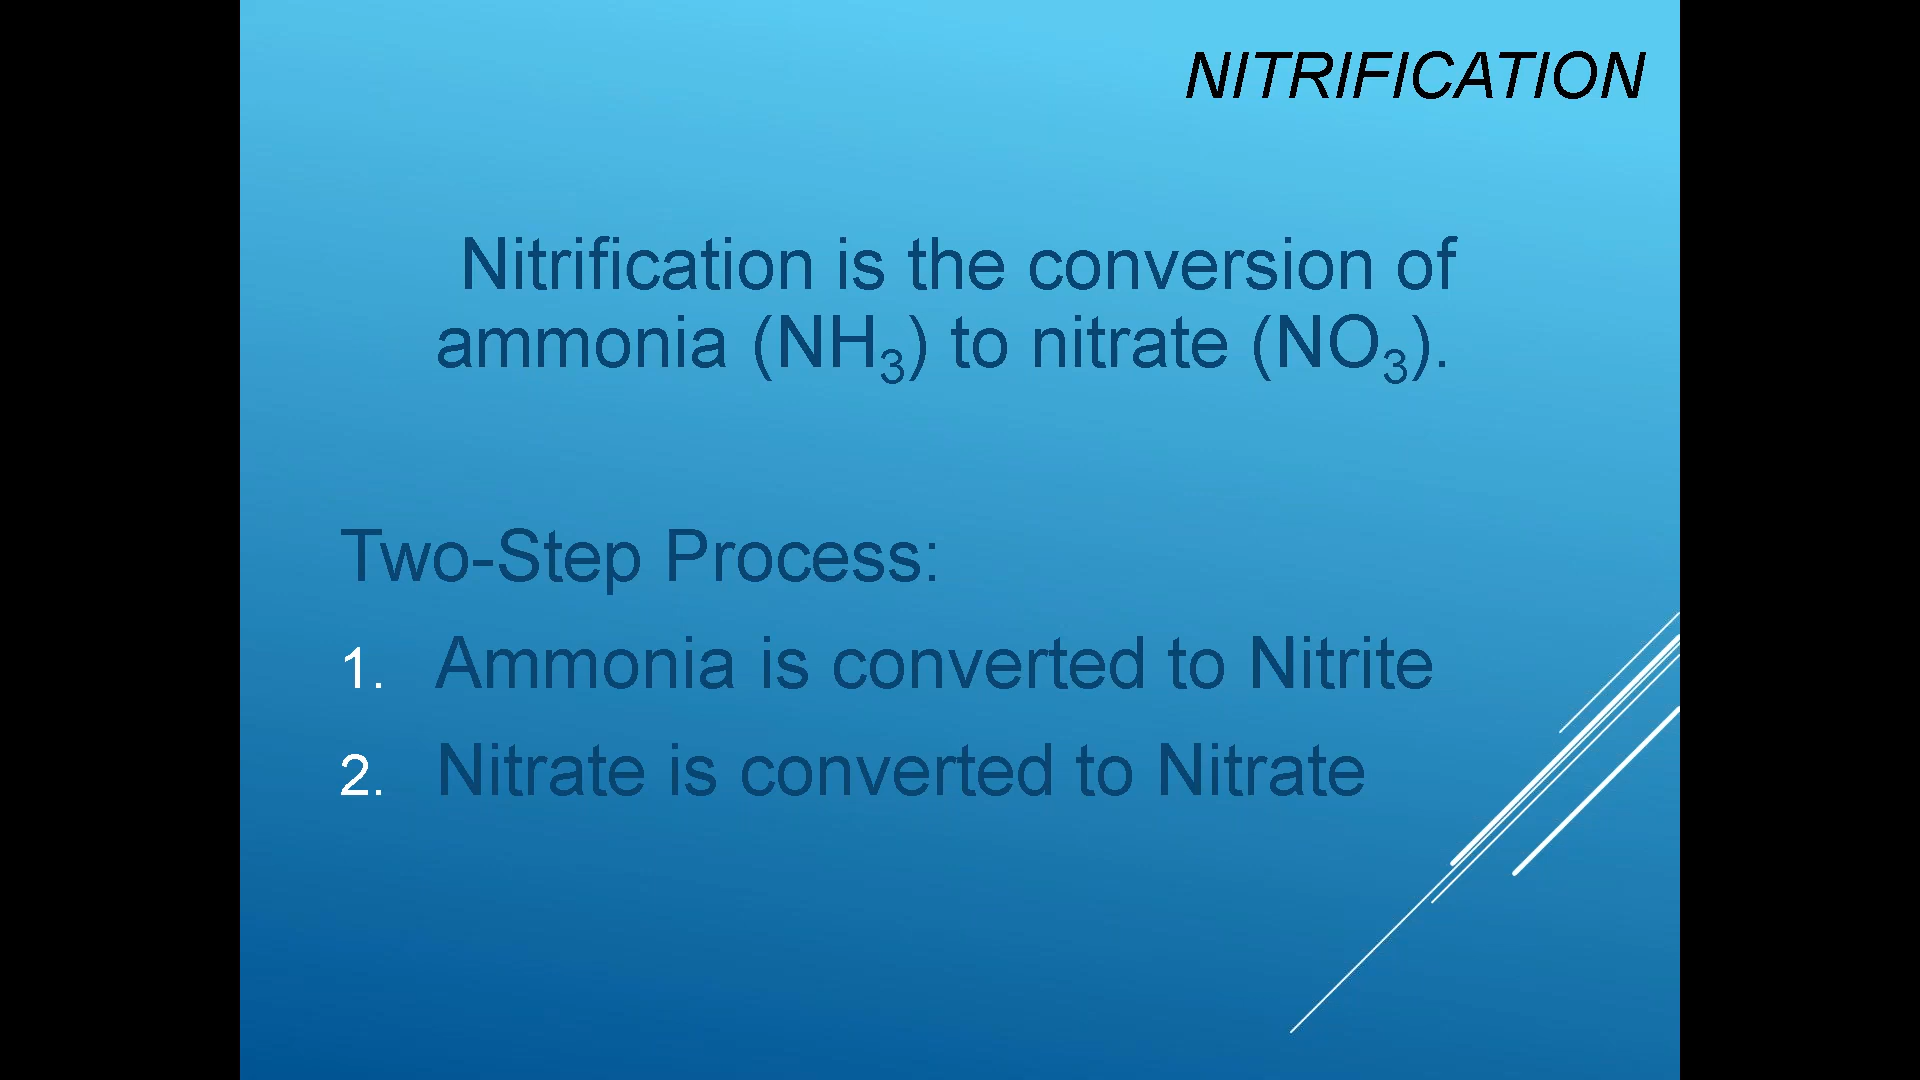 NITRIFICATION
Nitrification is the conversion of
ammonia (NH₃) to nitrate (NO₃).
Two-Step Process:
1. Ammonia is converted to Nitrite
2. Nitrate is converted to Nitrate